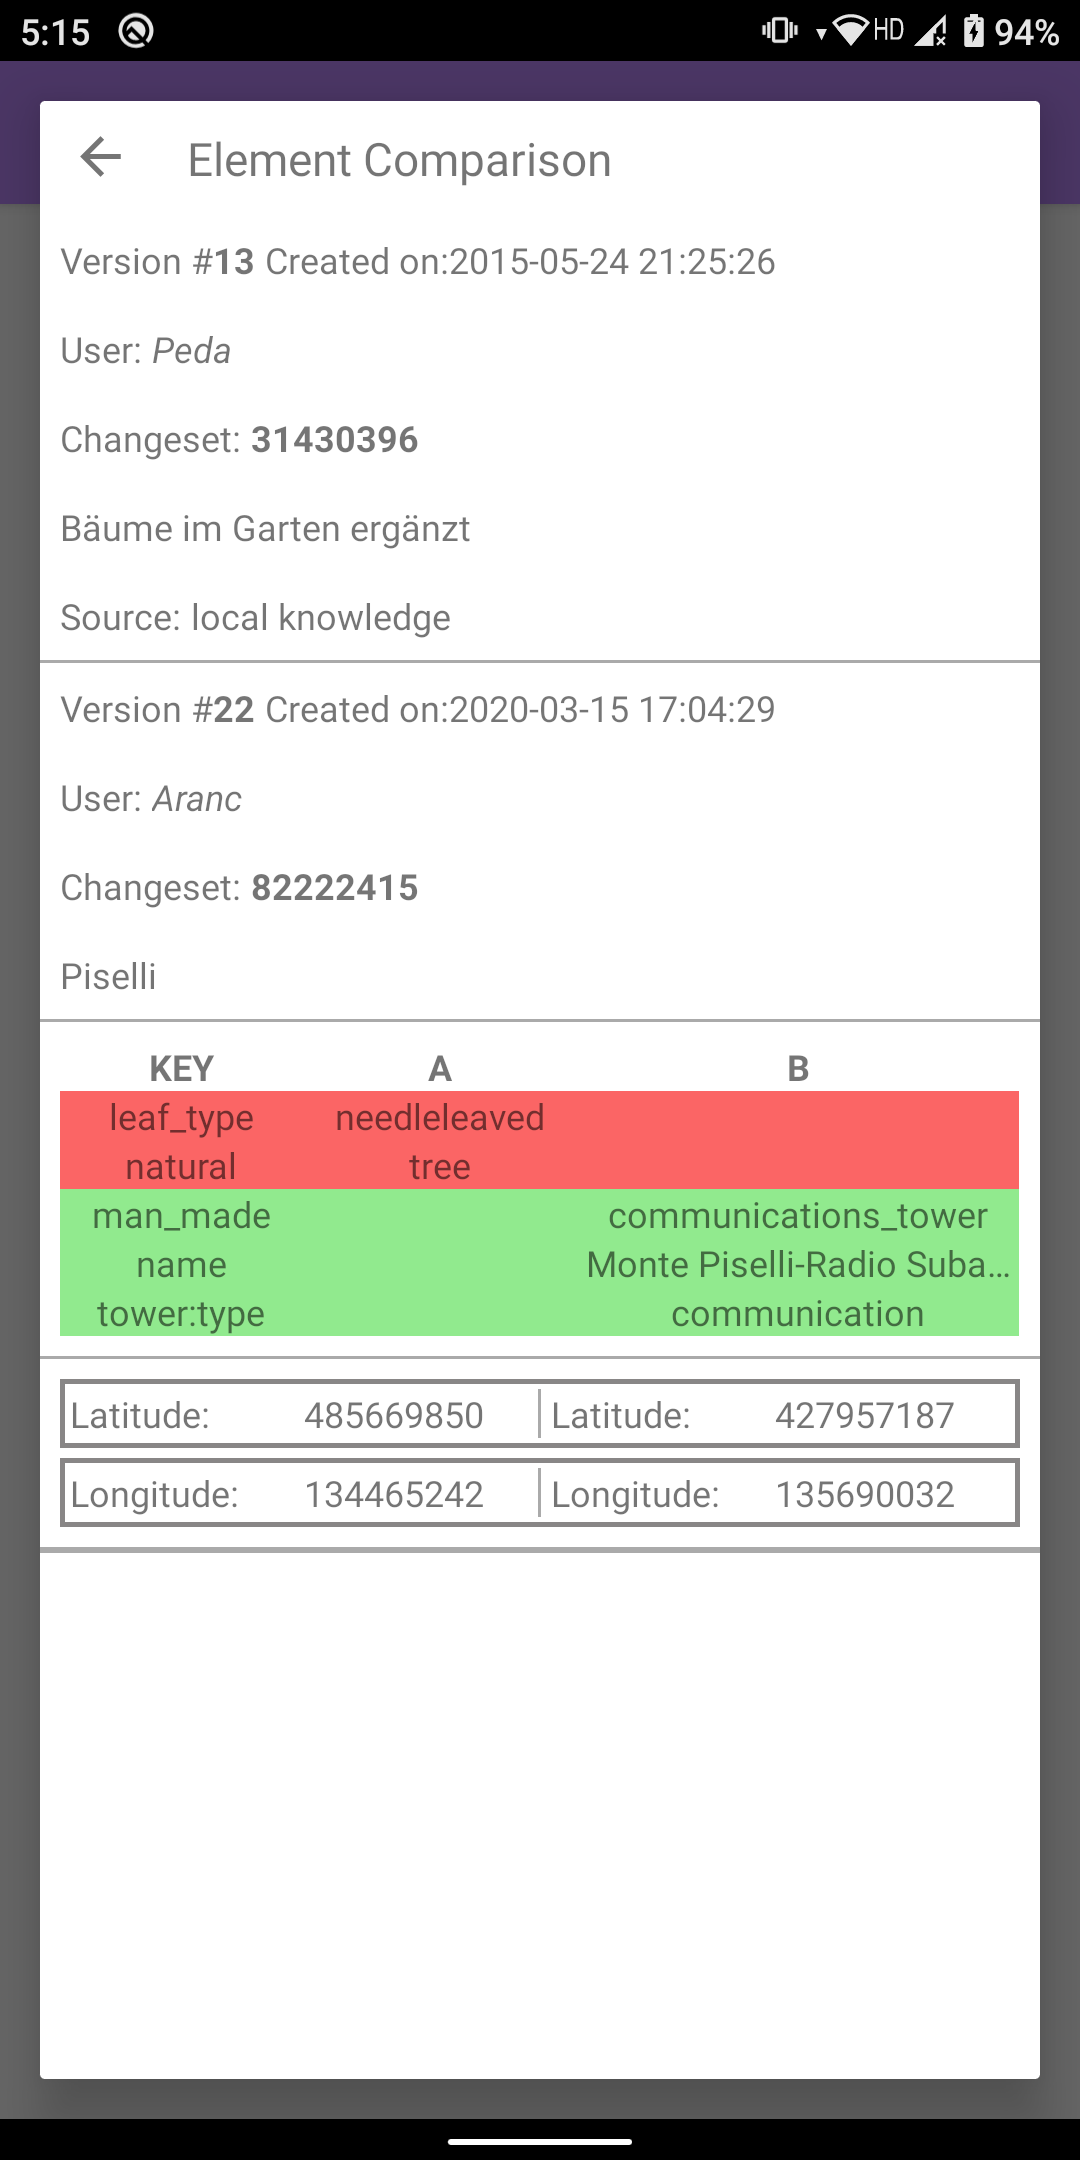 5:15 HD 94%
Element Comparison
Version #13 Created on:2015-05-24 21:25:26
User: Peda
Changeset: 31430396
Bäume im Garten ergänzt
Source: local knowledge
Version #22 Created on:2020-03-15 17:04:29
User: Aranc
Changeset: 82222415
Piselli
KEY A B
leaf_type needleleaved
natural tree
man_made communications_tower
name Monte Piselli-Radio Suba...
tower:type communication
Latitude: 485669850 Latitude: 427957187
Longitude: 134465242 Longitude: 135690032